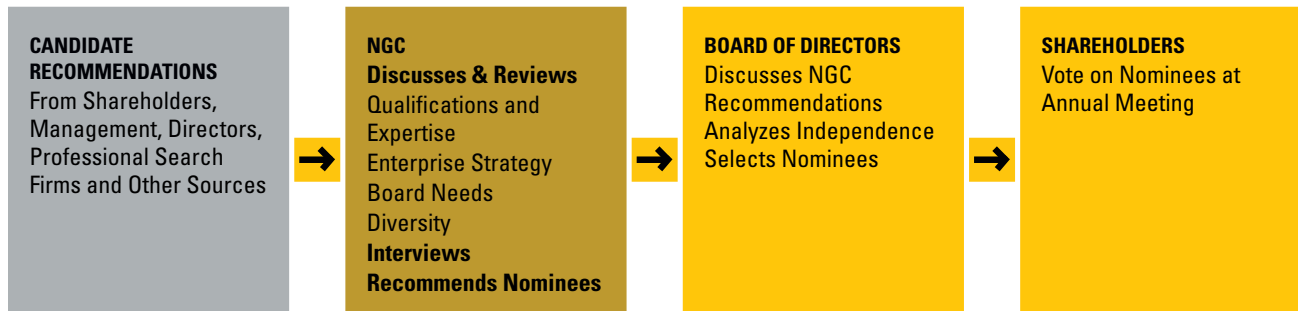 CANDIDATE
RECOMMENDATIONS
From Shareholders,
Management, Directors,
Professional Search
Firms and Other Sources
NGC
Discusses & Reviews
Qualifications and
Expertise
Enterprise Strategy
Board Needs
Diversity
Interviews
Recommends Nominees
BOARD OF DIRECTORS
Discusses NGC
Recommendations
Analyzes Independence
Selects Nominees
SHAREHOLDERS
Vote on Nominees at
Annual Meeting